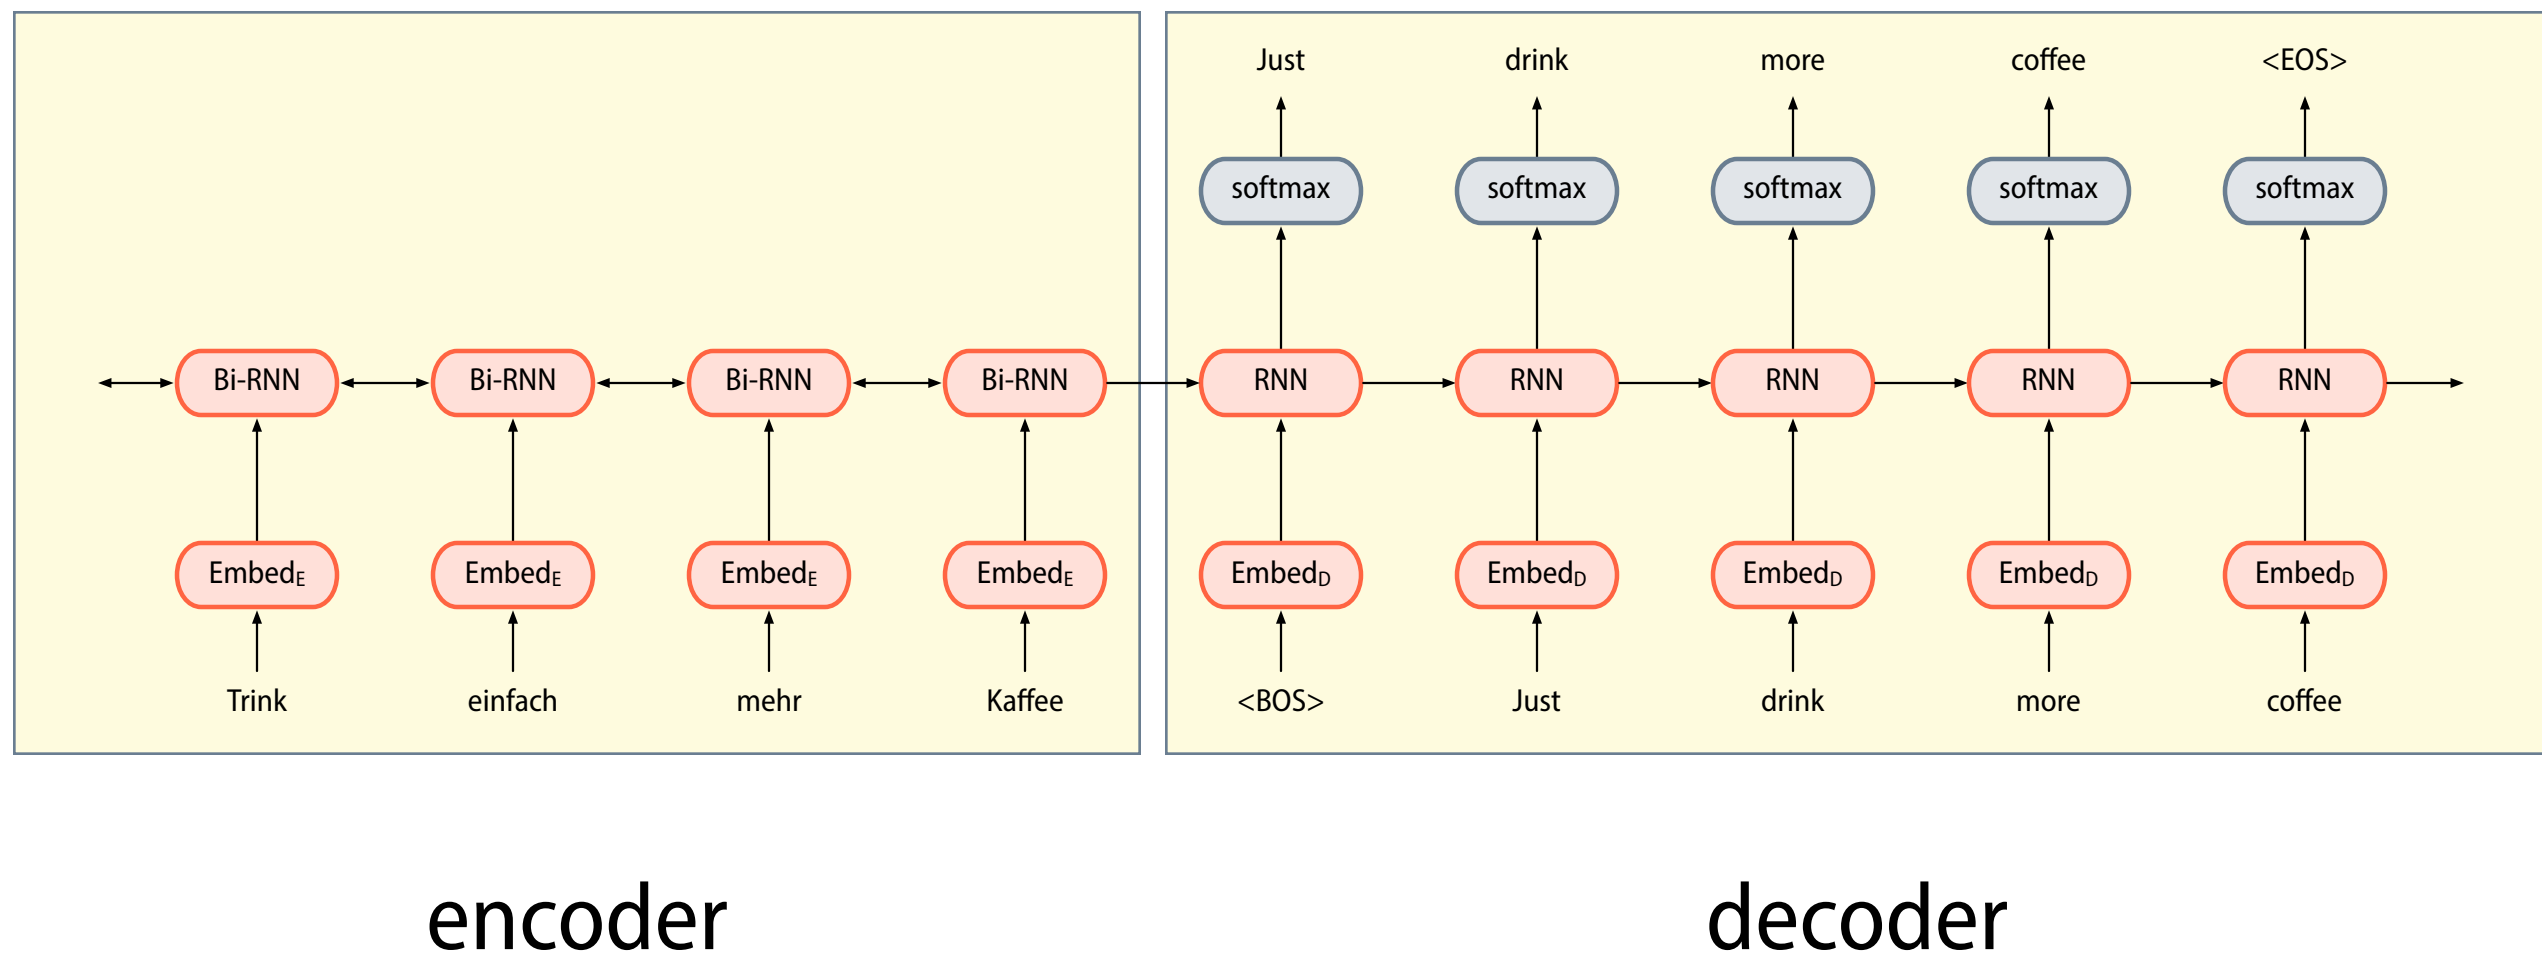 Just drink more coffee <EOS>
softmax softmax softmax softmax softmax
Bi-RNN Bi-RNN Bi-RNN Bi-RNN RNN RNN RNN RNN RNN
EmbedE EmbedE EmbedE EmbedE EmbedD EmbedD EmbedD EmbedD EmbedD
Trink einfach mehr Kaffee <BOS> Just drink more coffee
encoder decoder